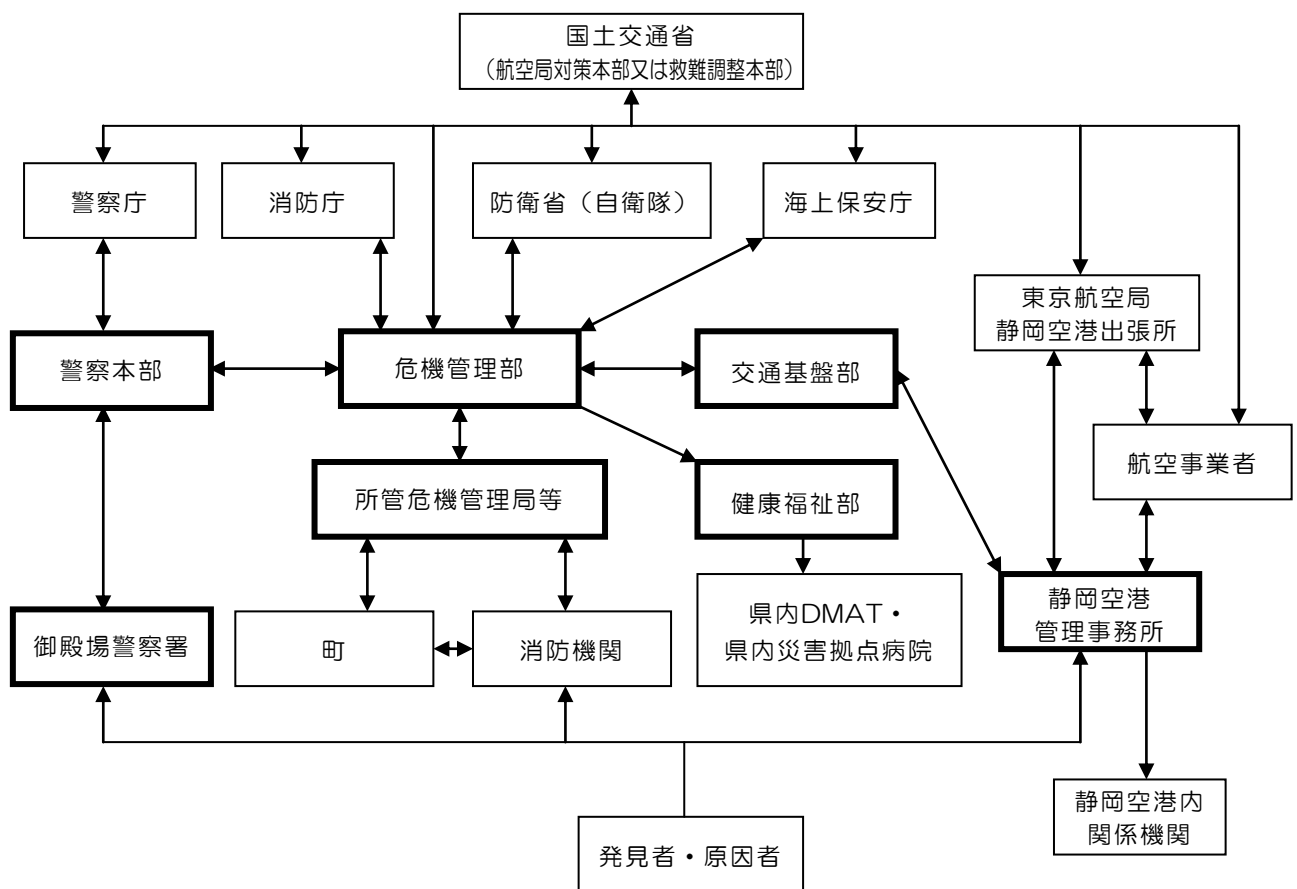 国土交通省
（航空局対策本部又は救難調整本部）
警察庁
消防庁
防衛省（自衛隊）
海上保安庁
東京航空局
静岡空港出張所
警察本部
危機管理部
交通基盤部
航空事業者
所管危機管理局等
健康福祉部
御殿場警察署
町
消防機関
県内DMAT・
県内災害拠点病院
静岡空港
管理事務所
静岡空港内
関係機関
発見者・原因者